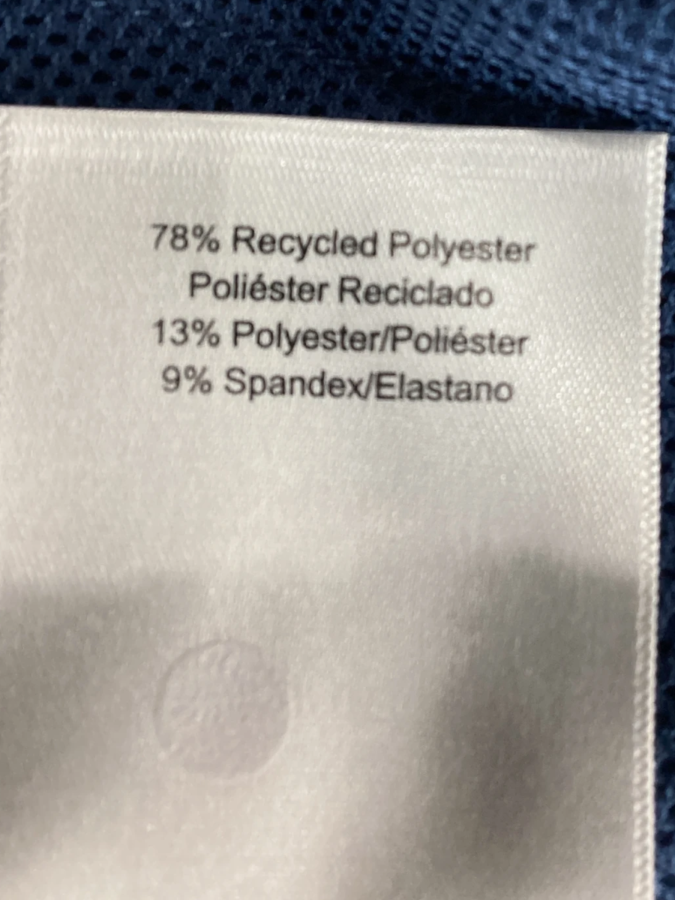 78% Recycled Polyester
Poliéster Reciclado
13% Polyester/Poliéster
9% Spandex/Elastano